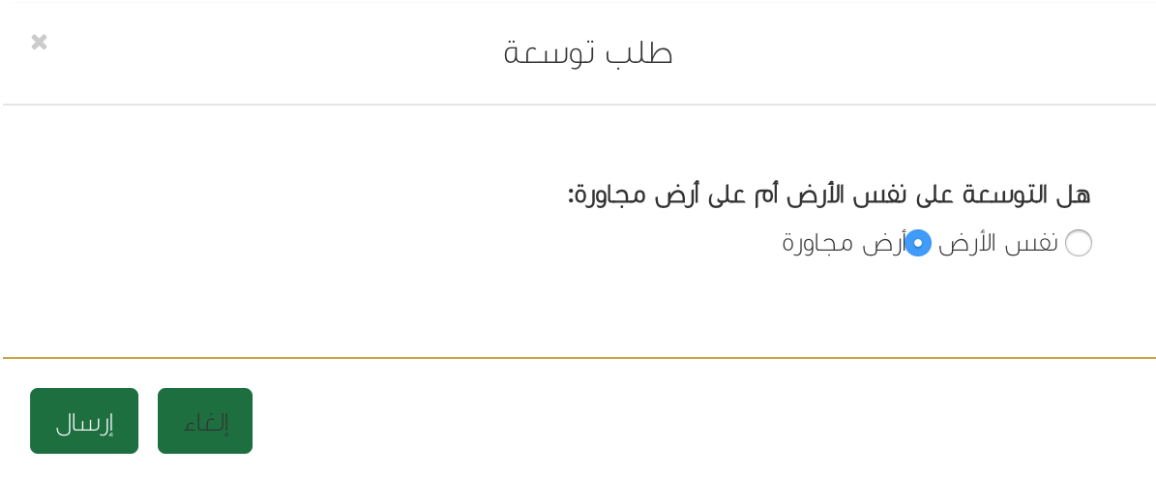 طلب توسعة
هل التوسعة على نفس الأرض أم على أرض مجاورة:
نفس الأرض أرض مجاورة
إلغاء إرسال